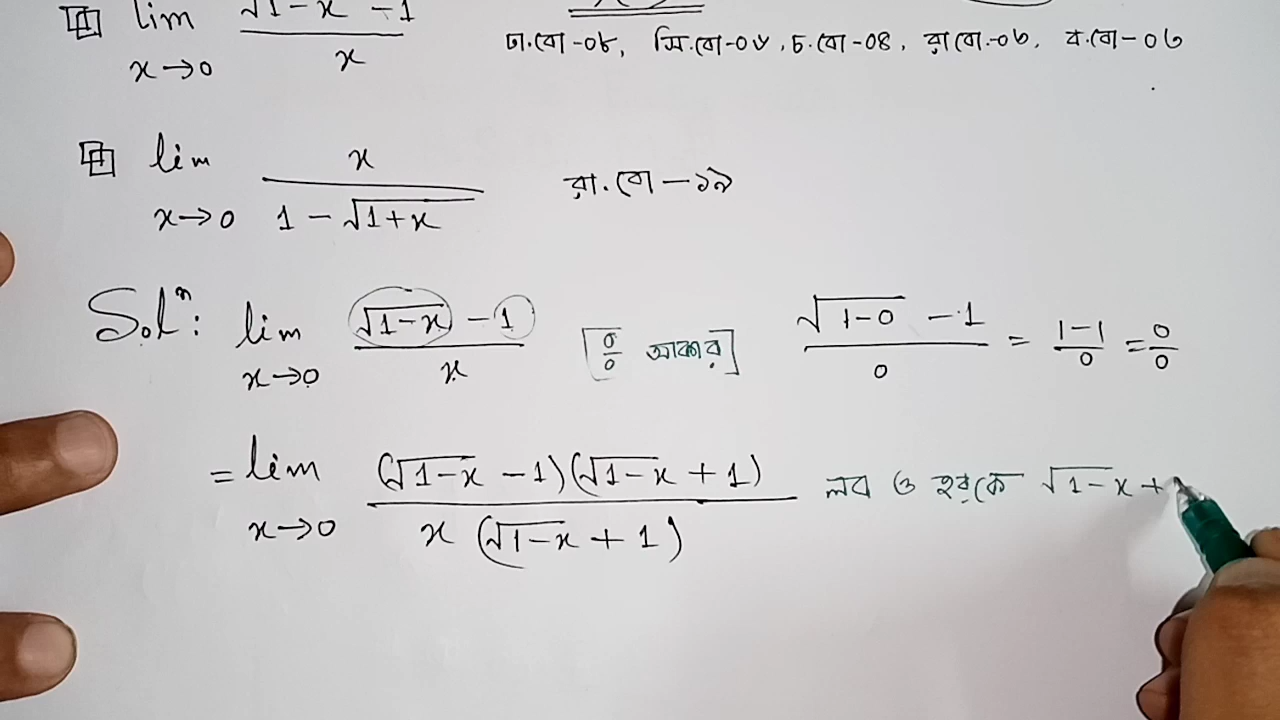 lim x→0 (√1-x -1)/x ঢা.বো-০৮, সি.বো-০৮, চ.বো-০৪, রা.বো-০৬, ব.বো-০৬
lim x→0 x/(1-√1+x) রা.বো-১৯
Solⁿ: lim x→0 (√1-x -1)/x [0/0 আকার] (√1-0 -1)/0 = (1-1)/0 = 0/0
= lim x→0 (√1-x -1)(√1-x +1)/x(√1-x +1) লব ও হরকে √1-x +